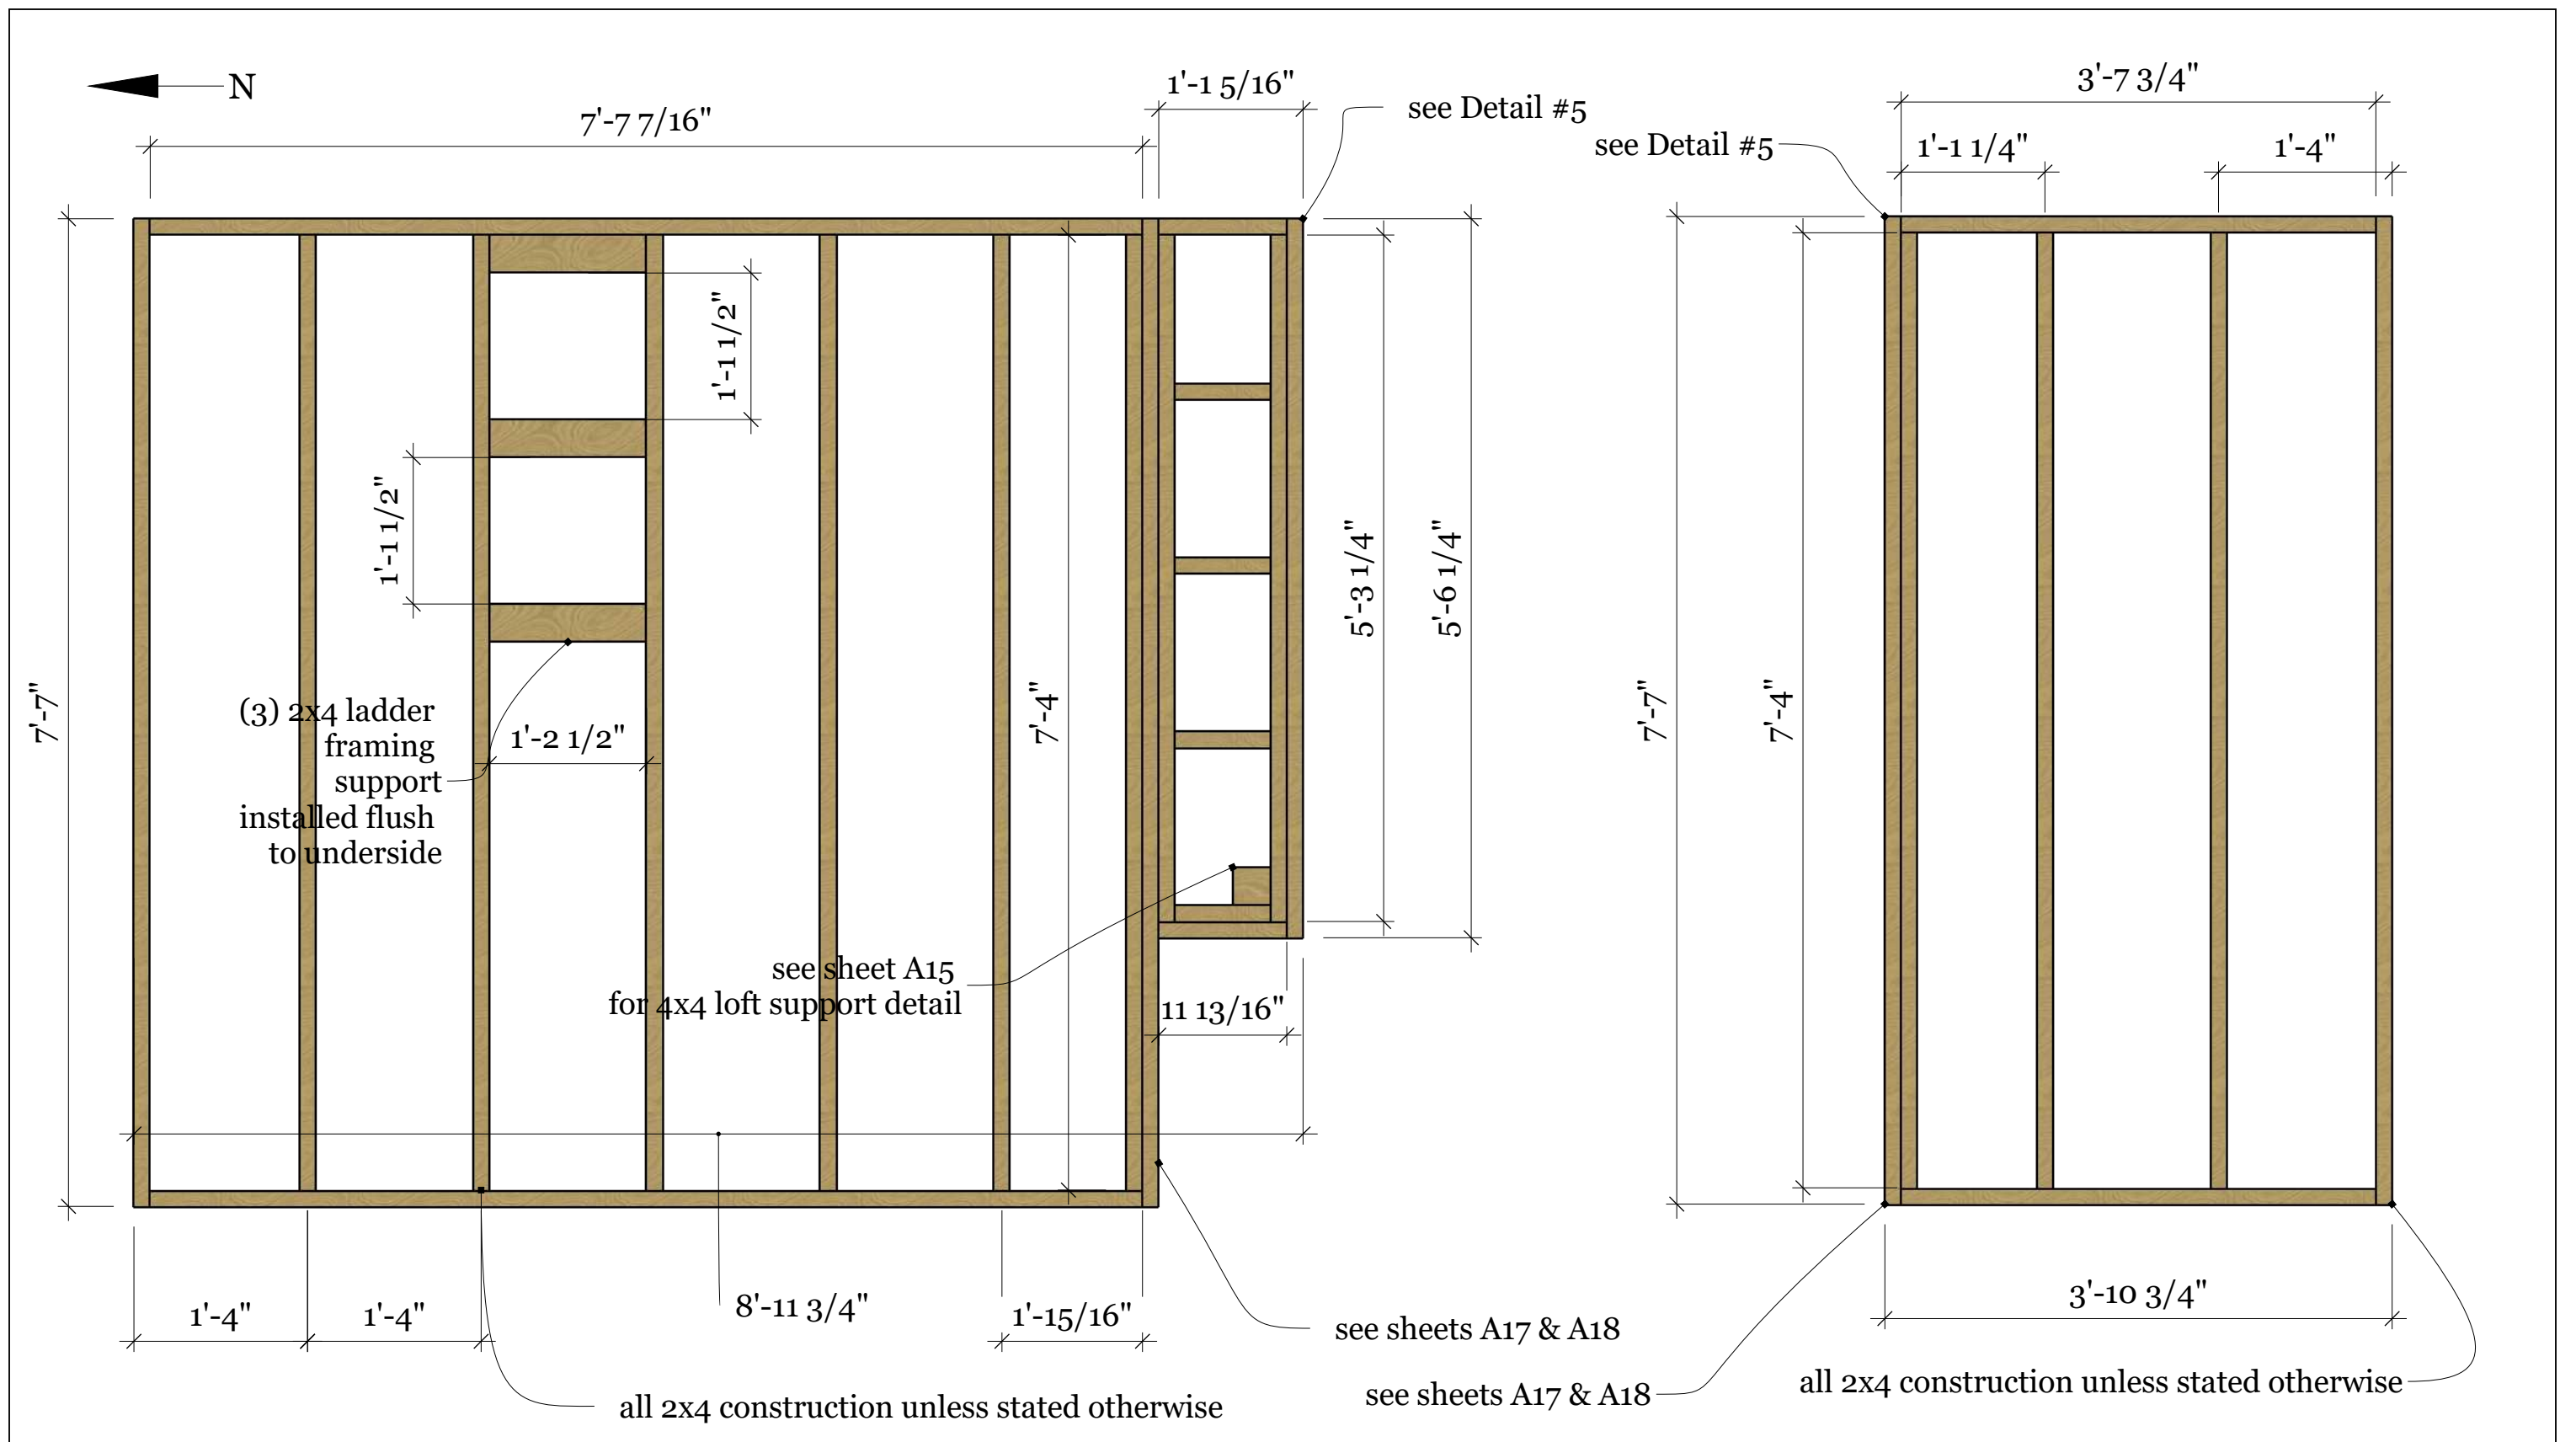 N
7'-7 7/16"
1'-1 5/16"
see Detail #5
3'-7 3/4"
see Detail #5
1'-1 1/4"
1'-4"
1'-1 1/2"
1'-1 1/2"
5'-3 1/4"
5'-6 1/4"
7'-7"
(3) 2x4 ladder
framing
support
installed flush
to underside
1'-2 1/2"
7'-4"
7'-7"
7'-4"
see sheet A15
for 4x4 loft support detail
11 13/16"
1'-4"
1'-4"
8'-11 3/4"
1'-15/16"
see sheets A17 & A18
3'-10 3/4"
see sheets A17 & A18
all 2x4 construction unless stated otherwise
all 2x4 construction unless stated otherwise